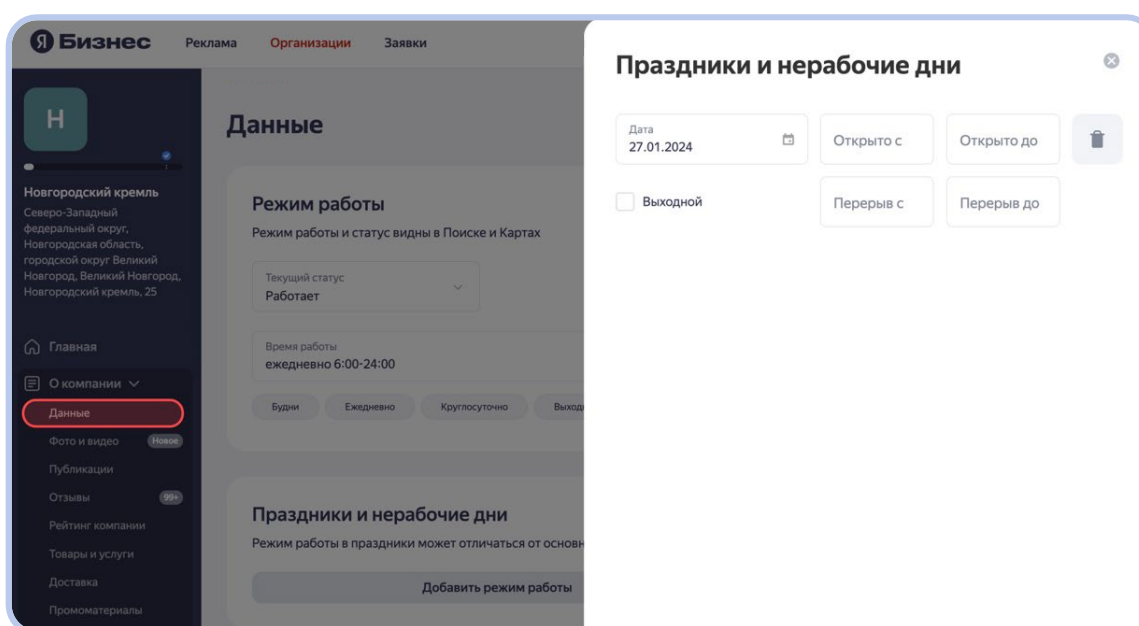 Я Бизнес
Реклама
Организации
Заявки
Н
Новгородский кремль
Северо-Западный
федеральный округ,
Новгородская область,
городской округ Великий
Новгород, Великий Новгород,
Новгородский кремль, 25
Главная
О компании
Данные
Фото и видео
Новое
Публикации
Отзывы
99+
Рейтинг компании
Товары и услуги
Доставка
Промоматериалы
Данные
Режим работы
Режим работы и статус видны в Поиске и Картах
Текущий статус
Работает
Время работы
ежедневно 6:00-24:00
Будни
Ежедневно
Круглосуточно
Выход
Праздники и нерабочие дни
Режим работы в праздники может отличаться от основн
Добавить режим работы
Праздники и нерабочие дни
Дата
27.01.2024
Открыто с
Открыто до
Выходной
Перерыв с
Перерыв до